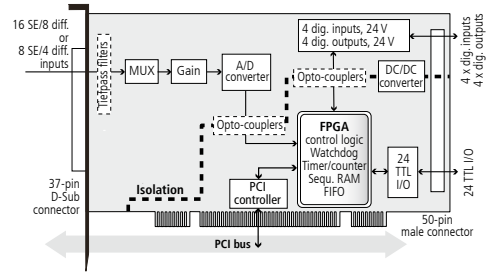 16 SE/8 diff.
or
8 SE/4 diff.
inputs
Tiefpass filters
MUX
Gain
A/D
converter
4 dig. inputs, 24 V
4 dig. outputs, 24 V
Opto-couplers
DC/DC
converter
4 x dig. inputs
4 x dig. outputs
Opto-couplers
FPGA
control logic
Watchdog
Timer/counter
Sequ. RAM
FIFO
24
TTL
I/O
24 TTL I/O
37-pin
D-Sub
connector
Isolation
PCI
controller
50-pin
male connector
PCI bus